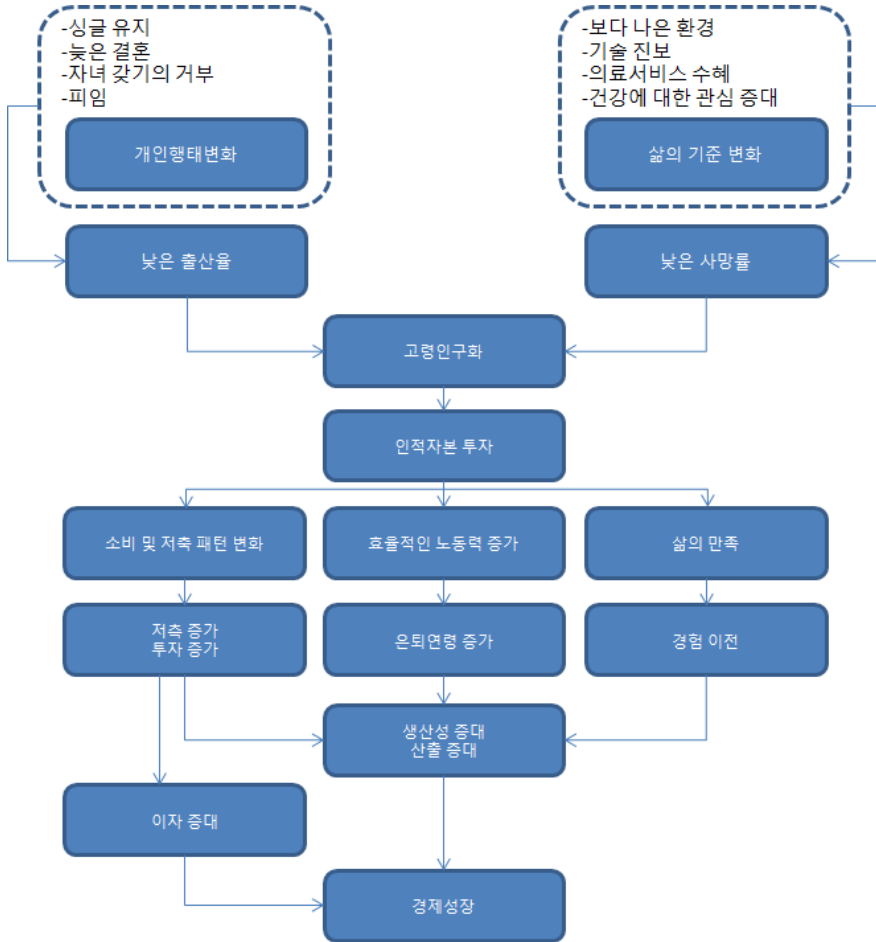 -싱글 유지
-늦은 결혼
-자녀 갖기의 거부
-피임
개인행태변화
-보다 나은 환경
-기술 진보
-의료서비스 수혜
-건강에 대한 관심 증대
삶의 기준 변화
낮은 출산율
낮은 사망률
고령인구화
인적자본 투자
소비 및 저축 패턴 변화
효율적인 노동력 증가
삶의 만족
저측 증가
투자 증가
은퇴연령 증가
경험 이전
생산성 증대
산출 증대
이자 증대
경제성장